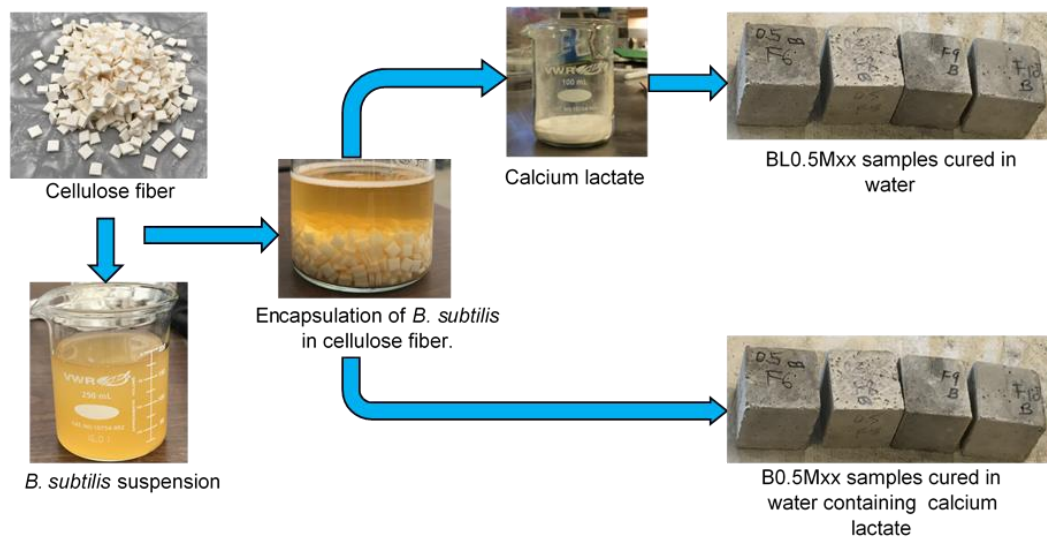 Cellulose fiber
VWR
100 mL
Calcium lactate
0.5 B
F6
F9
B
B
BL0.5Mxx samples cured in
water
Encapsulation of B. subtilis
in cellulose fiber.
VWR
250 mL
B. subtilis suspension
0.5 B
F6
F9
B
B
B0.5Mxx samples cured in
water containing calcium
lactate